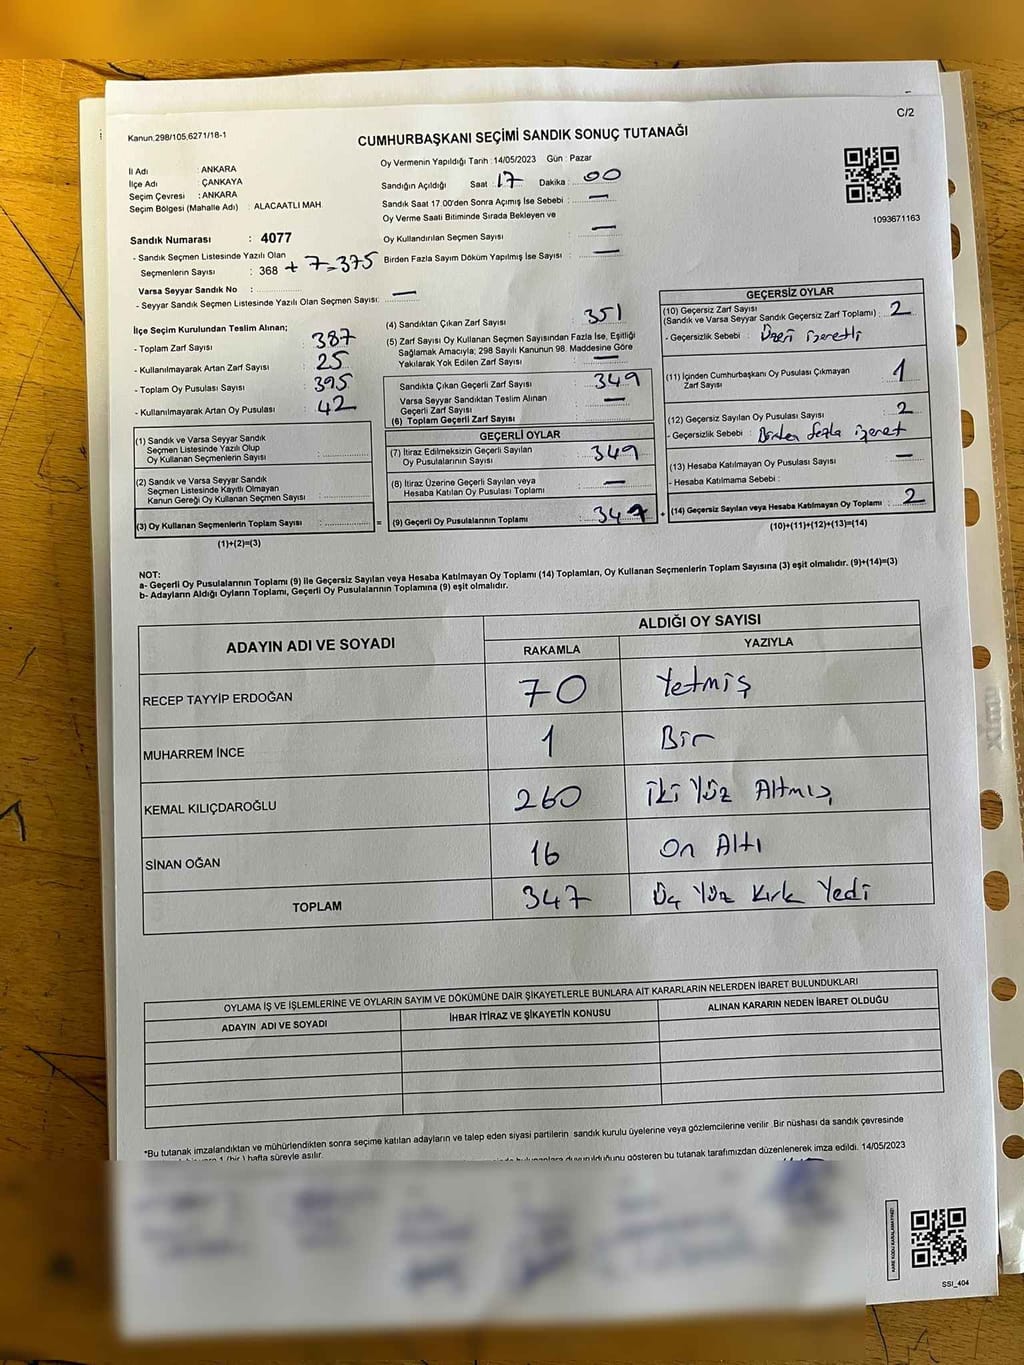 C/2
Kanun.298/105,6271/18-1
CUMHURBAŞKANI SEÇİMİ SANDIK SONUÇ TUTANAĞI
İl Adı : ANKARA
İlçe Adı : ÇANKAYA
Seçim Çevresi : ANKARA
Seçim Bölgesi (Mahalle Adı) : ALACAATLI MAH.
Sandık Numarası : 4077
- Sandık Seçmen Listesinde Yazılı Olan
Seçmenlerin Sayısı : 368 + 7=375
Varsa Seyyar Sandık No :
- Seyyar Sandık Seçmen Listesinde Yazılı Olan Seçmen Sayısı: —
Oy Vermenin Yapıldığı Tarih : 14/05/2023 Gün : Pazar
Sandığın Açıldığı Saat : 17 Dakika : 00
Sandık Saat 17.00'den Sonra Açımış İse Sebebi : —
Oy Verme Saati Bitiminde Sırada Bekleyen ve
Oy Kullandırılan Seçmen Sayısı : —
Birden Fazla Sayım Döküm Yapılmış İse Sayısı : —
1093671163
İlçe Seçim Kurulundan Teslim Alınan;
- Toplam Zarf Sayısı : 387
- Kullanılmayarak Artan Zarf Sayısı : 25
- Toplam Oy Pusulası Sayısı : 395
- Kullanılmayarak Artan Oy Pusulası : 42
(1) Sandık ve Varsa Seyyar Sandık
Seçmen Listesinde Yazılı Olup
Oy Kullanan Seçmenlerin Sayısı :
(2) Sandık ve Varsa Seyyar Sandık
Seçmen Listesinde Kayıtlı Olmayan
Kanun Gereği Oy Kullanan Seçmen Sayısı :
(3) Oy Kullanan Seçmenlerin Toplam Sayısı : =
(1)+(2)=(3)
(4) Sandıktan Çıkan Zarf Sayısı : 351
(5) Zarf Sayısı Oy Kullanan Seçmen Sayısından Fazla İse, Eşitliği
Sağlamak Amacıyla; 298 Sayılı Kanunun 98. Maddesine Göre
Yakılarak Yok Edilen Zarf Sayısı : —
Sandıkta Çıkan Geçerli Zarf Sayısı : 349
Varsa Seyyar Sandıktan Teslim Alınan
Geçerli Zarf Sayısı : —
(6) Toplam Geçerli Zarf Sayısı
GEÇERLİ OYLAR
(7) İtiraz Edilmeksizin Geçerli Sayılan
Oy Pusulalarının Sayısı : 349
(8) İtiraz Üzerine Geçerli Sayılan veya
Hesaba Katılan Oy Pusulası Toplamı : —
(9) Geçerli Oy Pusulalarının Toplamı : 347 +
GEÇERSİZ OYLAR
(10) Geçersiz Zarf Sayısı
(Sandık ve Varsa Seyyar Sandık Geçersiz Zarf Toplamı) : 2
- Geçersizlik Sebebi : Üzeri işaretli
(11) İçinden Cumhurbaşkanı Oy Pusulası Çıkmayan
Zarf Sayısı : 1
(12) Geçersiz Sayılan Oy Pusulası Sayısı : 2
- Geçersizlik Sebebi : Birden fazla işaret
(13) Hesaba Katılmayan Oy Pusulası Sayısı : —
- Hesaba Katılmama Sebebi :
(14) Geçersiz Sayılan veya Hesaba Katılmayan Oy Toplamı : 2
(10)+(11)+(12)+(13)=(14)
NOT:
a- Geçerli Oy Pusulalarının Toplamı (9) ile Geçersiz Sayılan veya Hesaba Katılmayan Oy Toplamı (14) Toplamları, Oy Kullanan Seçmenlerin Toplam Sayısına (3) eşit olmalıdır. (9)+(14)=(3)
b- Adayların Aldığı Oyların Toplamı, Geçerli Oy Pusulalarının Toplamına (9) eşit olmalıdır.
ADAYIN ADI VE SOYADI
ALDIĞI OY SAYISI
RAKAMLA YAZIYLA
RECEP TAYYİP ERDOĞAN 70 Yetmiş
MUHARREM İNCE 1 Bir
KEMAL KILIÇDAROĞLU 260 İki Yüz Altmış
SİNAN OĞAN 16 On Altı
TOPLAM 347 Üç Yüz Kırk Yedi
OYLAMA İŞ VE İŞLEMLERİNE VE OYLARIN SAYIM VE DÖKÜMÜNE DAİR ŞİKAYETLERLE BUNLARA AİT KARARLARIN NELERDEN İBARET BULUNDUKLARI
ADAYIN ADI VE SOYADI İHBAR İTİRAZ VE ŞİKAYETİN KONUSU ALINAN KARARIN NEDEN İBARET OLDUĞU
*Bu tutanak imzalandıktan ve mühürlendikten sonra seçime katılan adayların ve talep eden siyasi partilerin sandık kurulu üyelerine veya gözlemcilerine verilir .Bir nüshası da sandık çevresinde
1 (bir ) hafta süreyle asılır.
duyurulduğunu gösteren bu tutanak tarafımızdan düzenlenerek imza edildi. 14/05/2023
KARE KODU KARALAMAYINIZ!
SSI_404